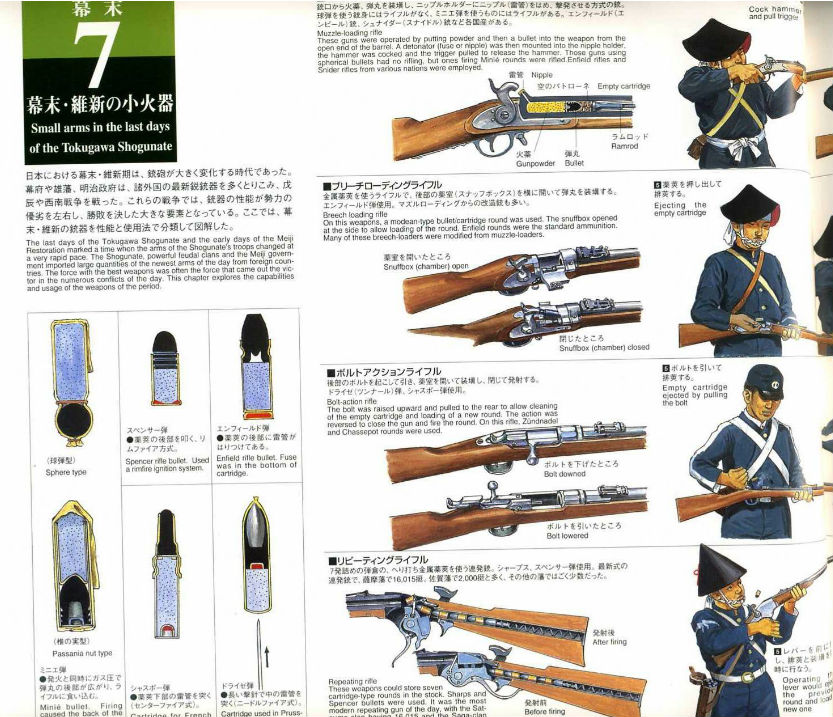 幕末
7
幕末・維新の小火器
Small arms in the last days
of the Tokugawa Shogunate
日本における幕末・維新期は、銃砲が大きく変化する時代であった。
幕府や雄藩、明治政府は、諸外国の最新鋭銃器を多くとりこみ、戊
辰や西南戦争を戦った。これらの戦争では、銃器の性能が勢力の
優劣を左右し、勝敗を決した大きな要素となっている。ここでは、幕
末・維新の銃器を性能と使用法で分類して図解した。
The last days of the Tokugawa Shogunate and the early days of the Meiji
Restoration marked a time when the arms of the Shogunate's troops changed at
a very rapid pace. The Shogunate, powerful feudal clans and the Meiji govern-
ment imported large quantities of the newest arms of the day from foreign coun-
tries. The force with the best weapons was often the force that came out the vic-
tor in the numerous conflicts of the day. This chapter explores the capabilities
and usage of the weapons of the period.
(球弾型)
Sphere type
スペンサー弾
●薬莢の後部を叩く、リ
ムファイア方式。
Spencer rifle bullet. Used
a rimfire ignition system.
エンフィールド弾
●薬莢の後部に雷管が
はりつけてある。
Enfield rifle bullet. Fuse
was in the bottom of
cartridge.
(椎の実型)
Passania nut type
ミニエ弾
●発火と同時にガス圧で
弾丸の後部が広がり、ラ
イフルに食い込む。
Minié bullet. Firing
caused the back of the
シャスポー弾
●薬莢下部の雷管を突く
(センターファイア式)。
Cartridge for French
ドライゼ弾
●長い撃針で中の雷管を
突く(ニードルファイア式)。
Cartridge used in Pruss-
銃口から火薬、弾丸を装填し、ニップルホルダーにニップル(雷管)をはめ、撃発させる方式の銃。
球弾を使う銃身にはライフルがなく、ミニエ弾を使うものにはライフルがある。エンフィールド(エ
ンピール)銃、シュナイダー(スナイドル)銃など各国産がある。
Muzzle-loading rifle
These guns were operated by putting powder and then a bullet into the weapon from the
open end of the barrel. A detonator (fuse or nipple) was then mounted into the nipple holder,
the hammer was cocked and the trigger pulled to release the hammer. Those guns using
spherical bullets had no rifling, but ones firing Minié rounds were rifled. Enfield rifles and
Snider rifles from various nations were employed.
雷管 Nipple
空のパトローネ Empty cartridge
火薬
Gunpowder
弾丸
Bullet
ラムロッド
Ramrod
Cock hammer
and pull trigger
■ブリーチローディングライフル
金属薬莢を使うライフルで、後部の薬室(スナッフボックス)を横に開いて弾丸を装填する。
エンフィールド弾使用。マズルローディングからの改造銃も多い。
Breech loading rifle
On this weapons, a modean-type bullet/cartridge round was used. The snuffbox opened
at the side to allow loading of the round. Enfield rounds were the standard ammunition.
Many of these breech-loaders were modified from muzzle-loaders.
薬室を開いたところ
Snuffbox (chamber) open
閉じたところ
Snuffbox (chamber) closed
5 薬莢を押し出して
排莢する。
Ejecting the
empty cartridge
■ボルトアクションライフル
後部のボルトを起こして引き、薬室を開いて装填し、閉じて発射する。
ドライゼ(ツンナール)弾、シャスポー弾使用。
Bolt-action rifle
The bolt was raised upward and pulled to the rear to allow cleaning
of the empty cartridge and loading of a new round. The action was
reversed to close the gun and fire the round. On this rifle, Zündnadel
and Chassepot rounds were used.
ボルトを下げたところ
Bolt downed
ボルトを引いたところ
Bolt lowered
6 ボルトを引いて
排莢する。
Empty cartridge
ejected by pulling
the bolt
■リピーティングライフル
7発詰めの弾倉の、へり打ち金属薬莢を使う連発銃。シャープス、スペンサー弾使用。最新式の
連発銃で、薩摩藩で16,015挺、佐賀藩で2,000挺と多く、その他の藩ではごく少数だった。
発射後
After firing
発射前
Before firing
Repeating rifle
These weapons could store seven
cartridge-type rounds in the stock. Sharps and
Spencer bullets were used. It was the most
modern repeating gun of the day, with the Sat-
suma clan having 16,015 and the Saga-clan
5 レバーを前に
し、排莢と装填を
時に行なう。
Operating
lever would
the previ
round and load
new one